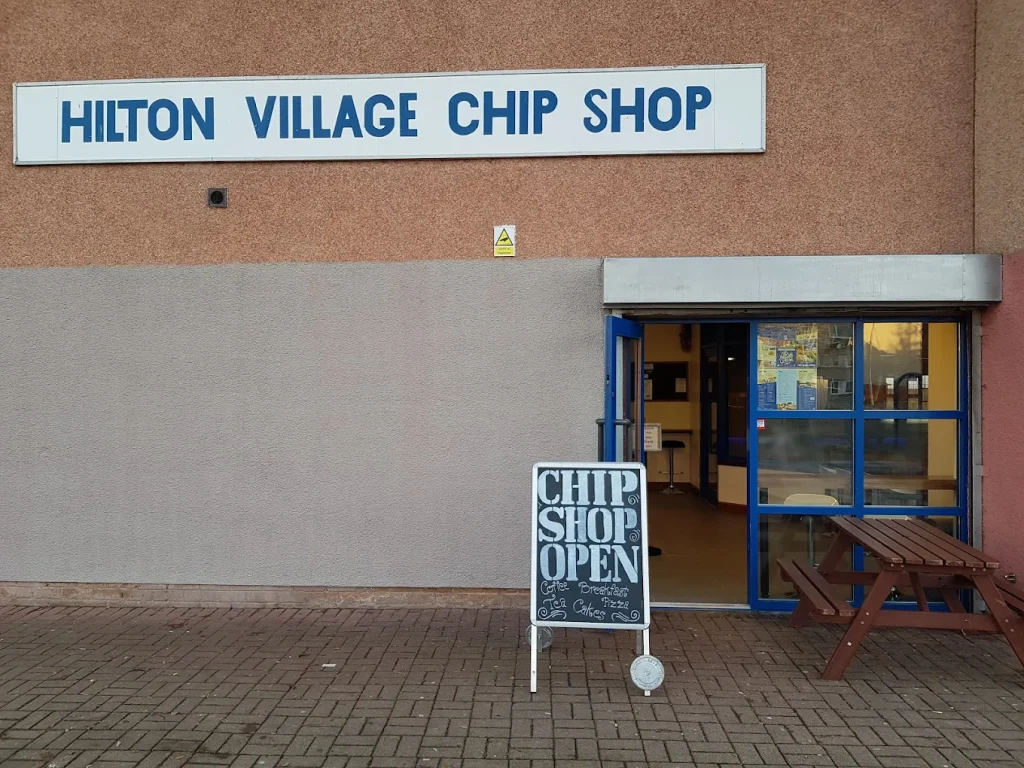 HILTON VILLAGE CHIP SHOP
CHIP
SHOP
OPEN
Coffee Breakfast
Tea Cakes Pizza